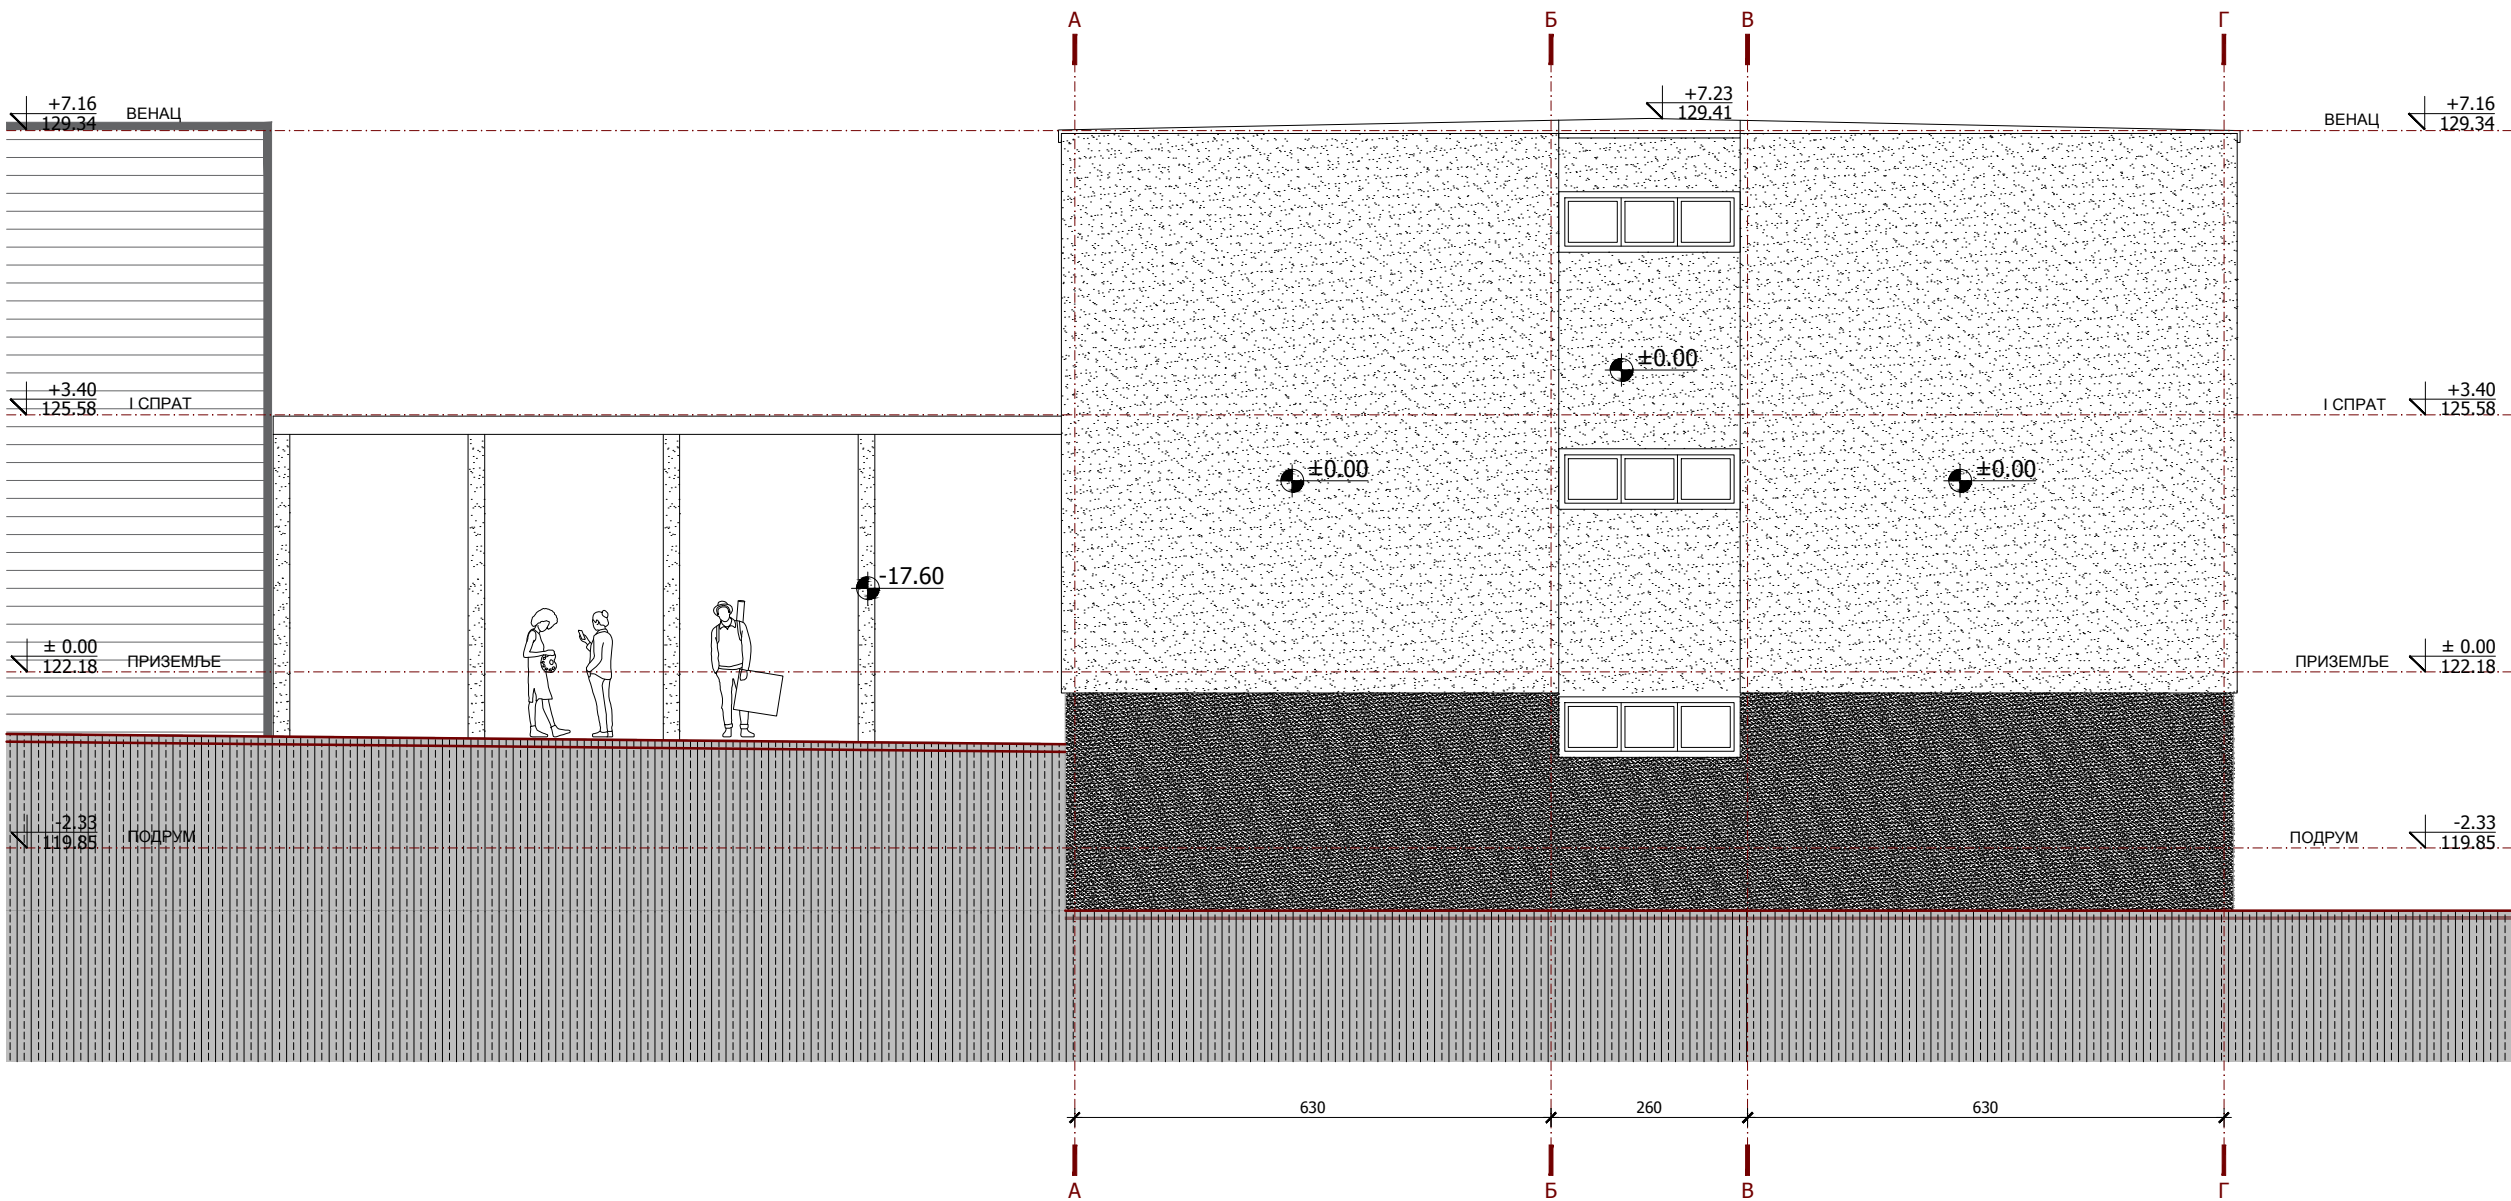 А Б В Г
+7.16 ВЕНАЦ
129.34
+7.23
129.41
ВЕНАЦ +7.16
129.34
±0.00
+3.40 I СПРАТ
125.58
I СПРАТ +3.40
125.58
±0.00
±0.00
-17.60
± 0.00 ПРИЗЕМЉЕ
122.18
ПРИЗЕМЉЕ ± 0.00
122.18
-2.33 ПОДРУМ
119.85
ПОДРУМ -2.33
119.85
630 260 630
А Б В Г